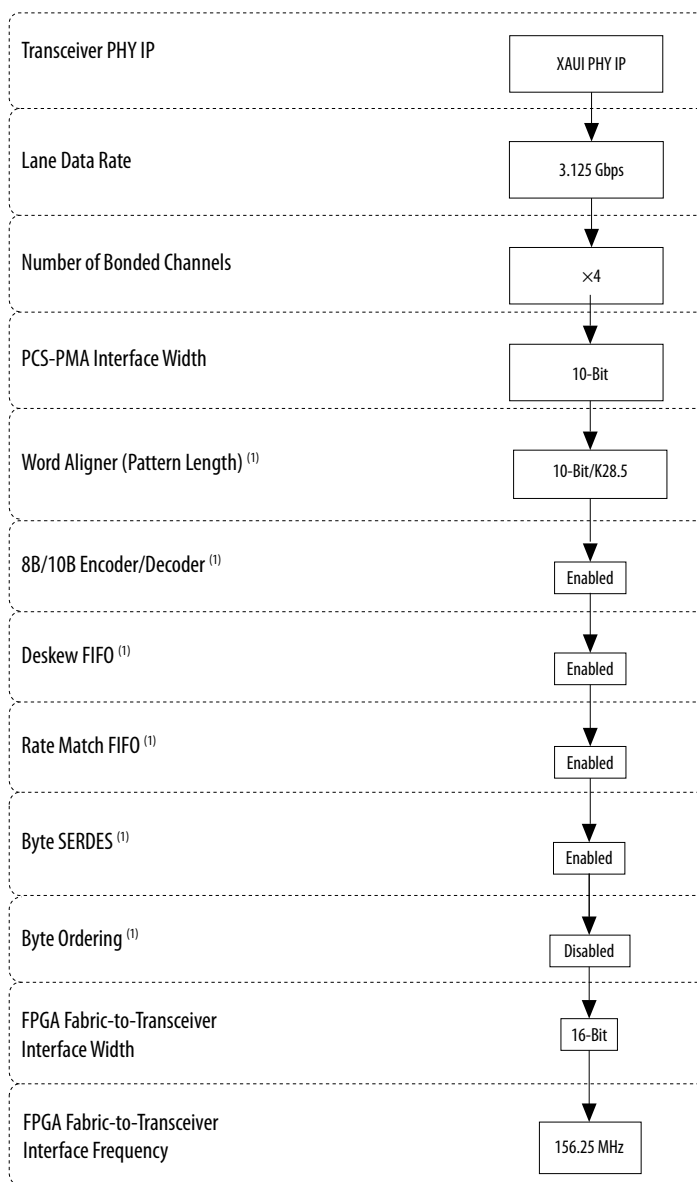 Transceiver PHY IP
XAUI PHY IP
Lane Data Rate
3.125 Gbps
Number of Bonded Channels
×4
PCS-PMA Interface Width
10-Bit
Word Aligner (Pattern Length) (1)
10-Bit/K28.5
8B/10B Encoder/Decoder (1)
Enabled
Deskew FIFO (1)
Enabled
Rate Match FIFO (1)
Enabled
Byte SERDES (1)
Enabled
Byte Ordering (1)
Disabled
FPGA Fabric-to-Transceiver
Interface Width
16-Bit
FPGA Fabric-to-Transceiver
Interface Frequency
156.25 MHz